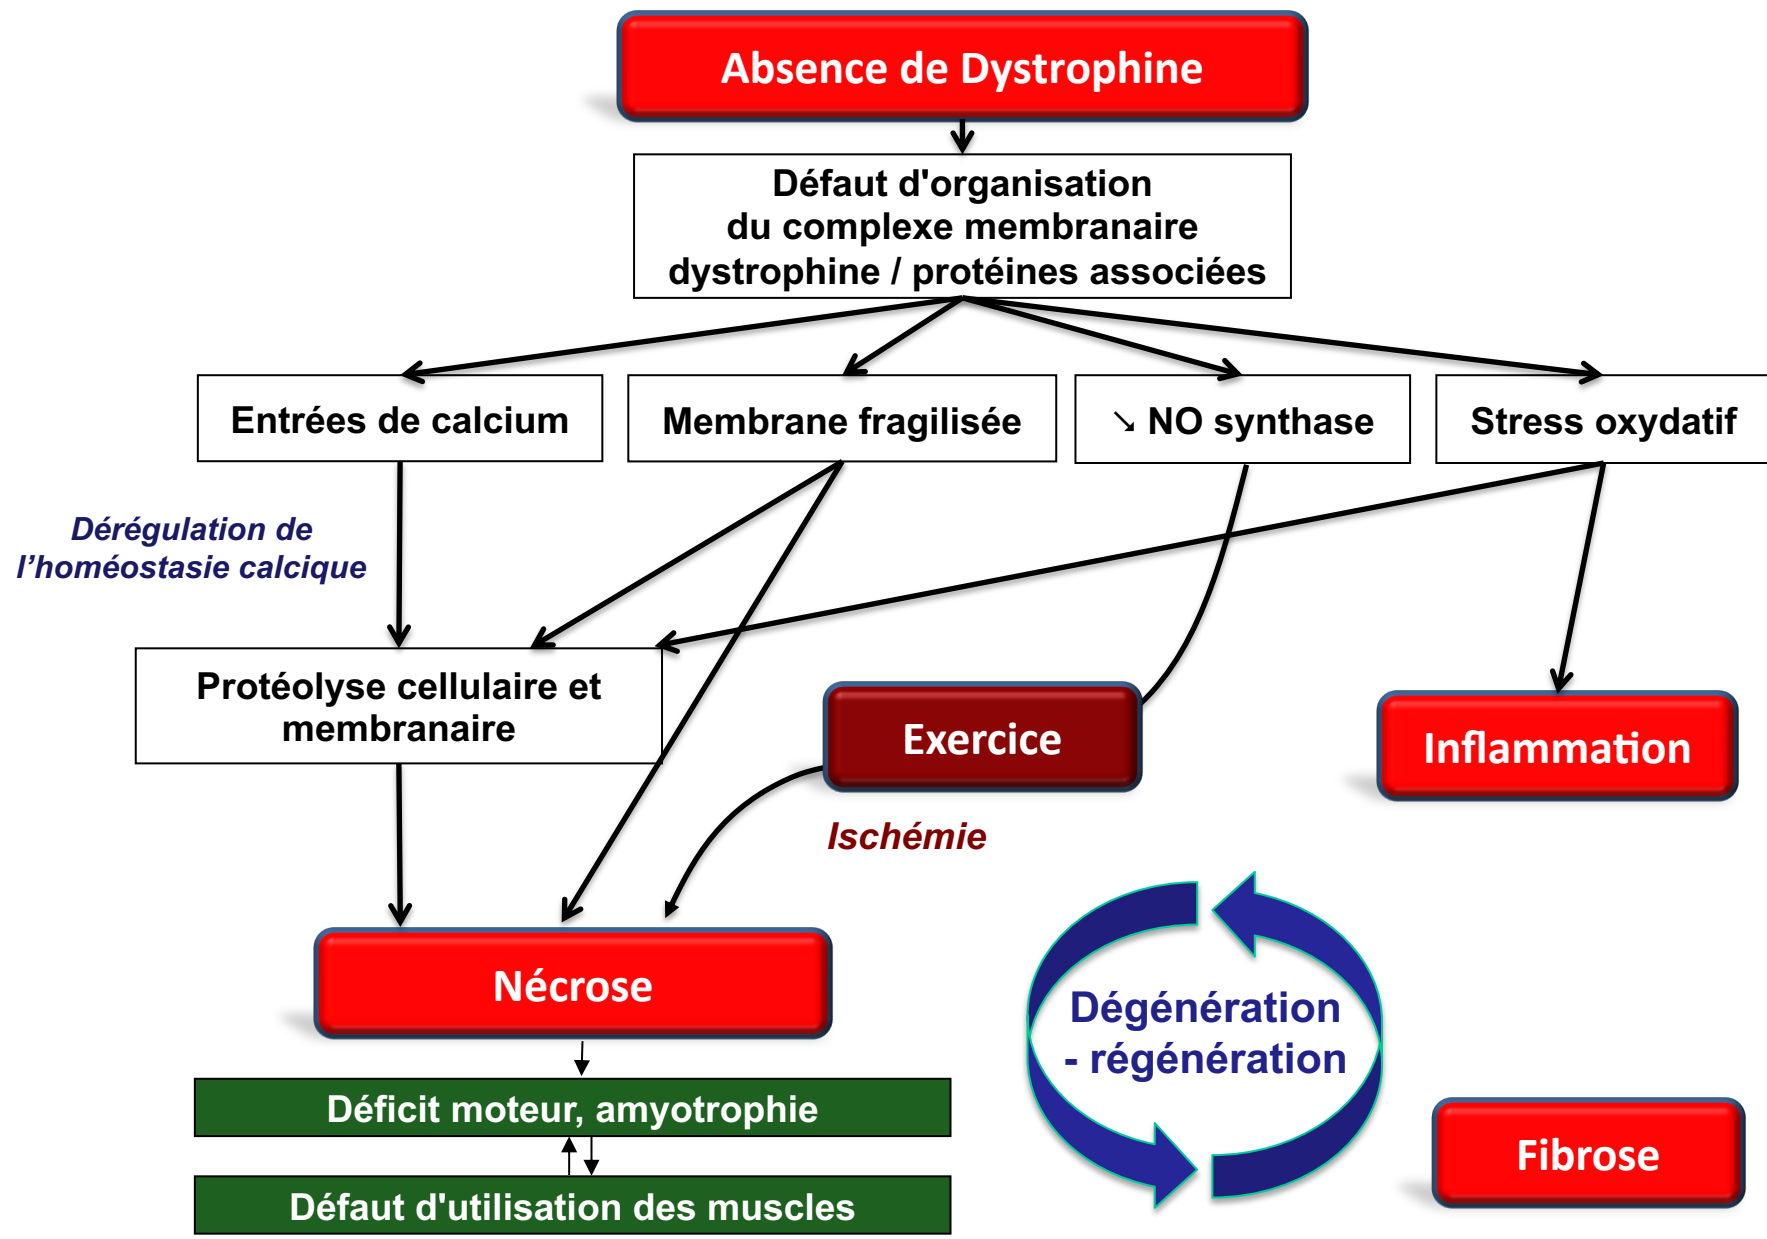 Absence de Dystrophine
Défaut d'organisation
du complexe membranaire
dystrophine / protéines associées
Entrées de calcium
Membrane fragilisée
↘ NO synthase
Stress oxydatif
Dérégulation de
l’homéostasie calcique
Protéolyse cellulaire et
membranaire
Exercice
Inflammation
Ischémie
Nécrose
Dégénération
- régénération
Déficit moteur, amyotrophie
Fibrose
Défaut d'utilisation des muscles